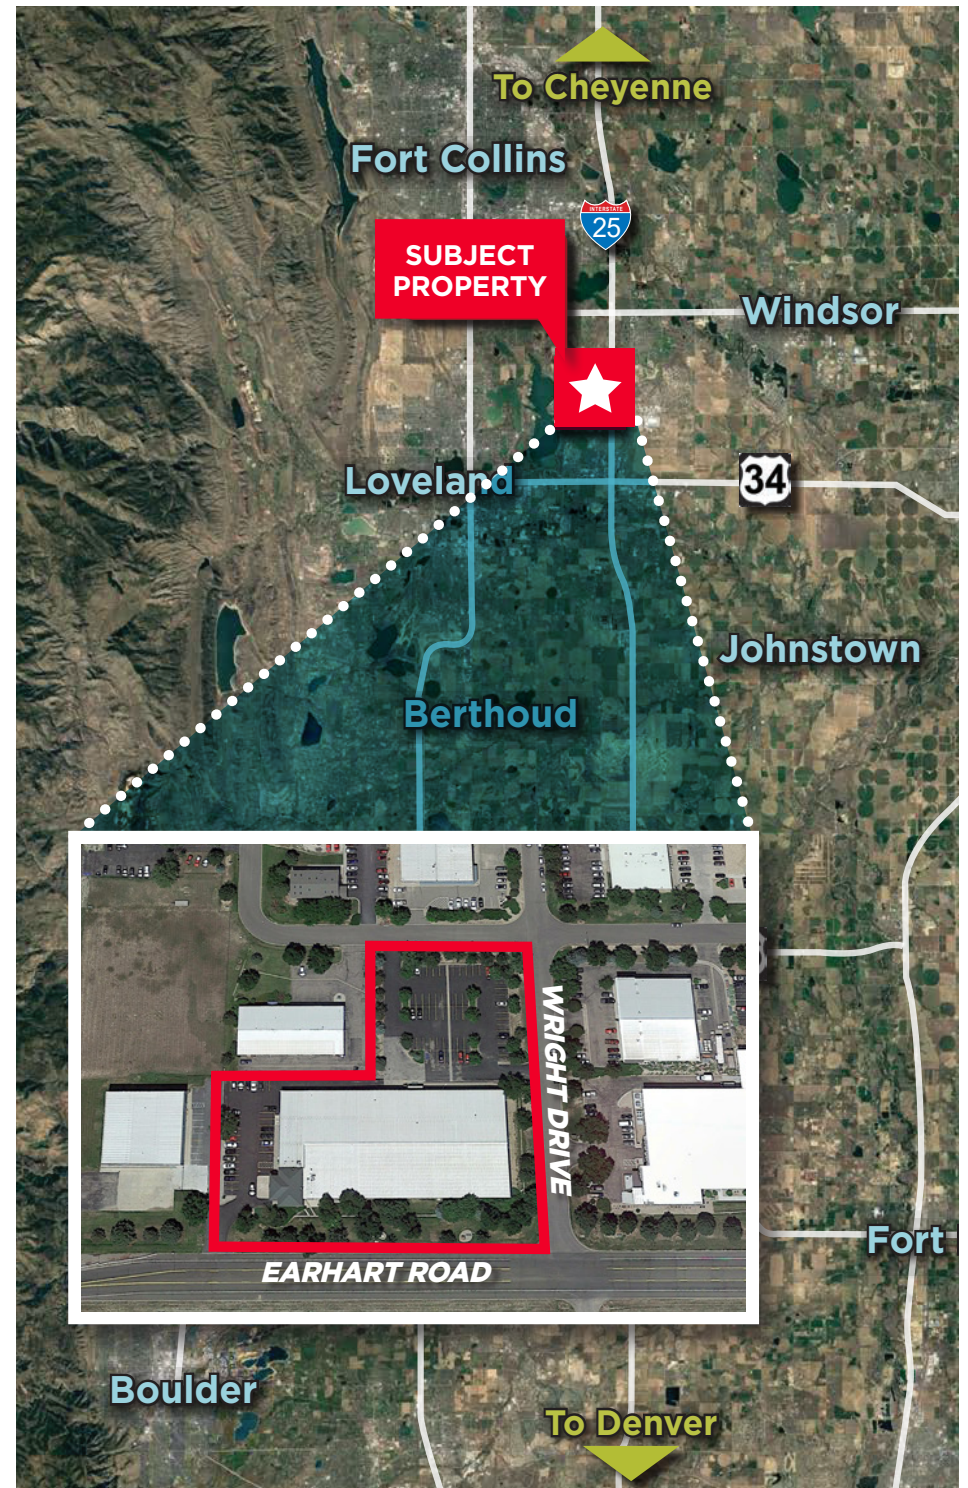 To Cheyenne
Fort Collins
INTERSTATE
25
SUBJECT
PROPERTY
Windsor
Loveland
34
Johnstown
Berthoud
WRIGHT DRIVE
EARHART ROAD
Fort
Boulder
To Denver